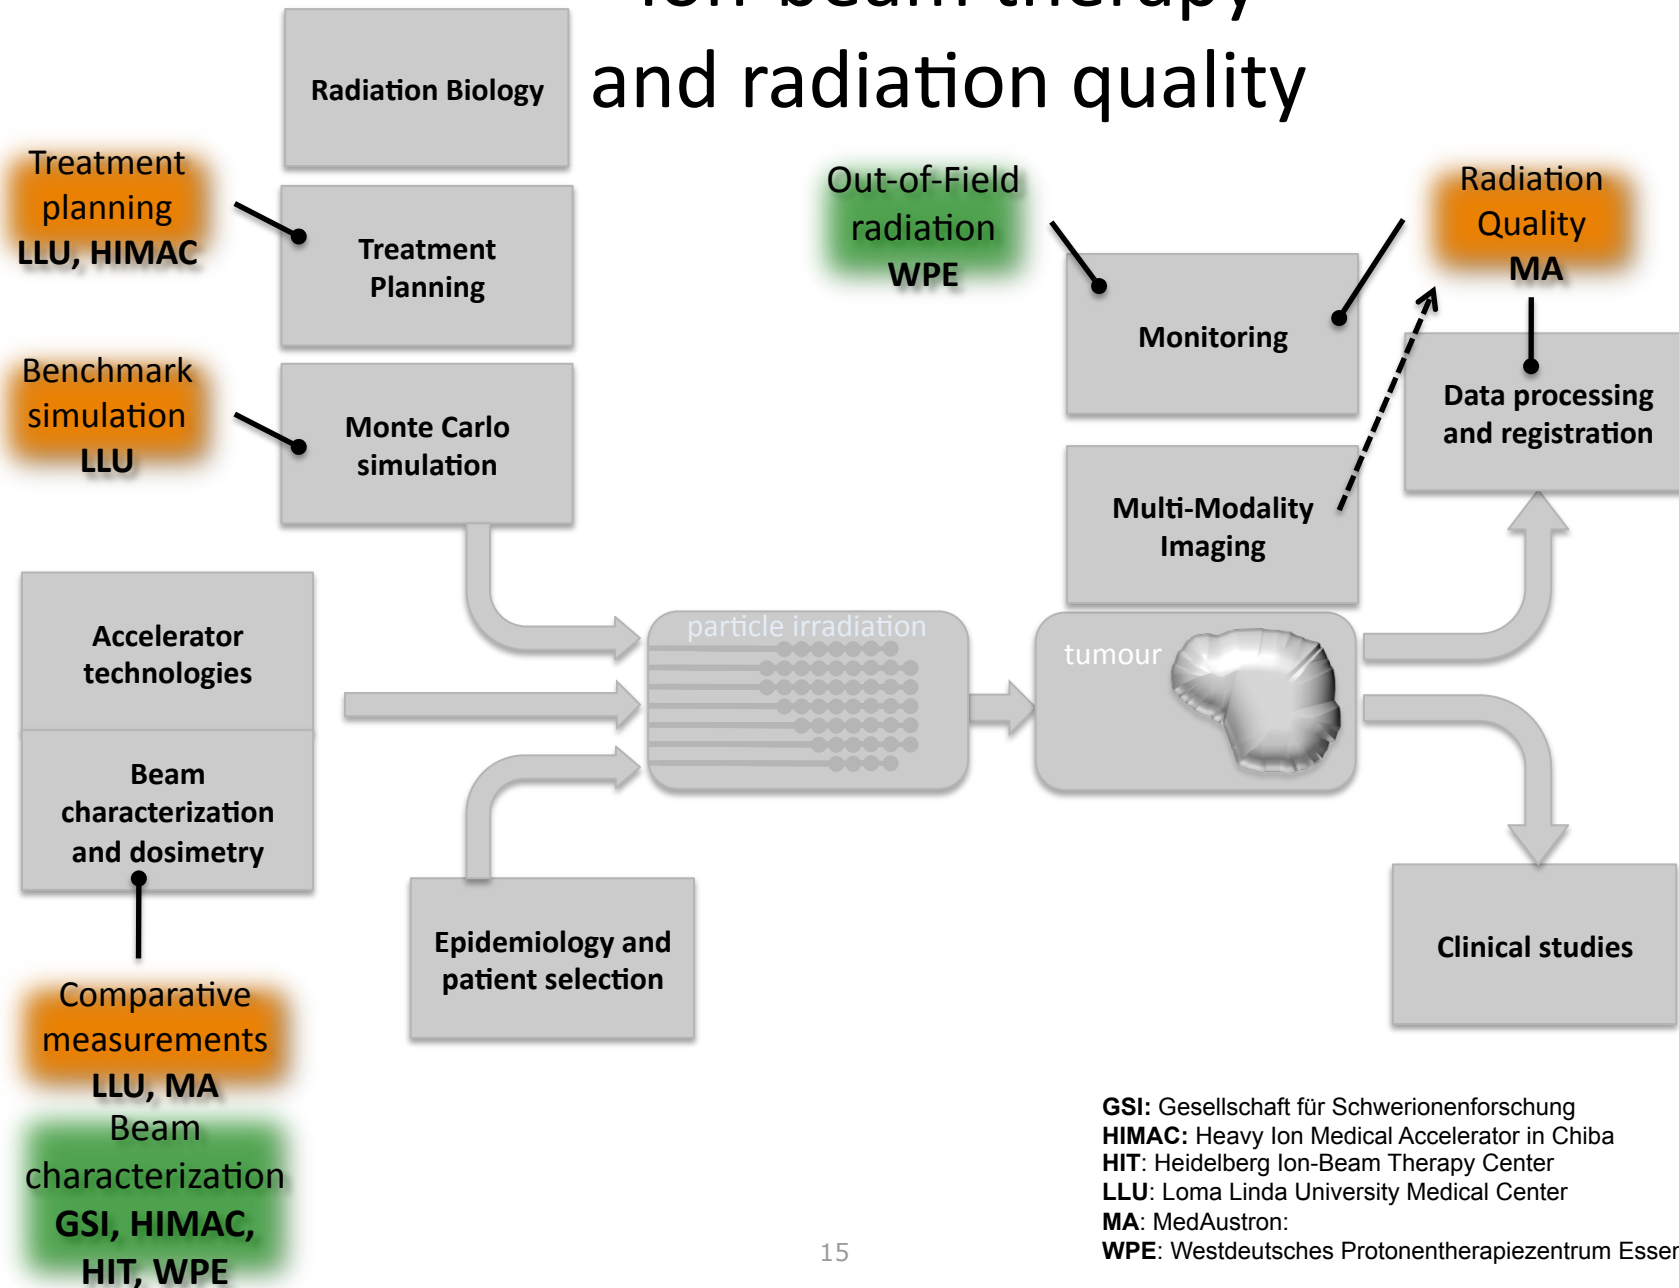 ion-beam therapy
and radiation quality
Radiation Biology
Treatment
planning
LLU, HIMAC
Treatment
Planning
Benchmark
simulation
LLU
Monte Carlo
simulation
Out-of-Field
radiation
WPE
Monitoring
Radiation
Quality
MA
Data processing
and registration
Multi-Modality
Imaging
Accelerator
technologies
Beam
characterization
and dosimetry
particle irradiation
tumour
Epidemiology and
patient selection
Clinical studies
Comparative
measurements
LLU, MA
Beam
characterization
GSI, HIMAC,
HIT, WPE
GSI: Gesellschaft für Schwerionenforschung
HIMAC: Heavy Ion Medical Accelerator in Chiba
HIT: Heidelberg Ion-Beam Therapy Center
LLU: Loma Linda University Medical Center
MA: MedAustron:
WPE: Westdeutsches Protonentherapiezentrum Essen
15